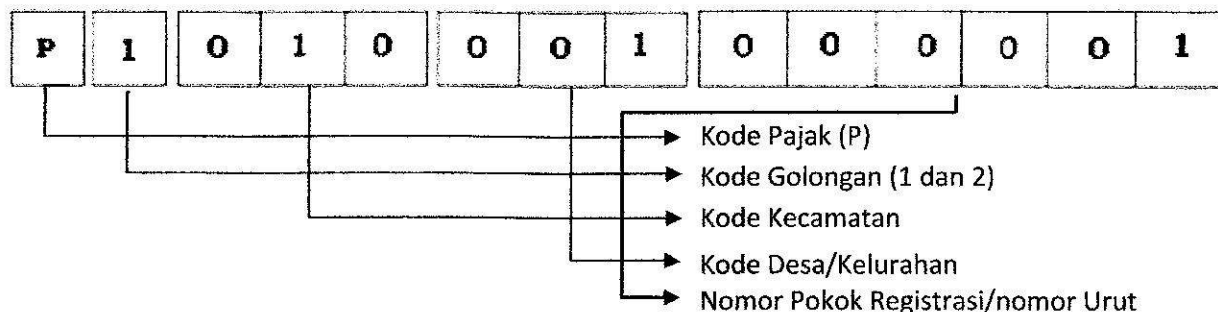 P 1 0 1 0 0 0 1 0 0 0 0 0 1
Kode Pajak (P)
Kode Golongan (1 dan 2)
Kode Kecamatan
Kode Desa/Kelurahan
Nomor Pokok Registrasi/nomor Urut